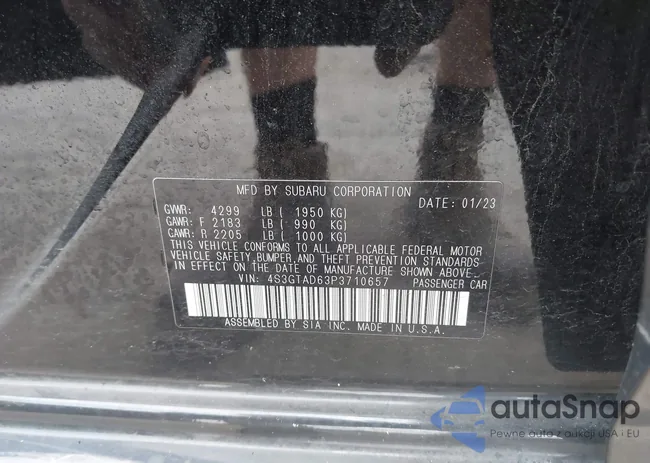 MFD BY SUBARU CORPORATION
DATE: 01/23
GVWR: 4299 LB ( 1950 KG)
GAWR: F 2183 LB ( 990 KG)
GAWR: R 2205 LB ( 1000 KG)
THIS VEHICLE CONFORMS TO ALL APPLICABLE FEDERAL MOTOR
VEHICLE SAFETY, BUMPER, AND THEFT PREVENTION STANDARDS
IN EFFECT ON THE DATE OF MANUFACTURE SHOWN ABOVE.
VIN: 4S3GTAD63P3710657 PASSENGER CAR
ASSEMBLED BY SIA INC. MADE IN U.S.A.
autoSnap
Pewne auta z aukcji USA i EU